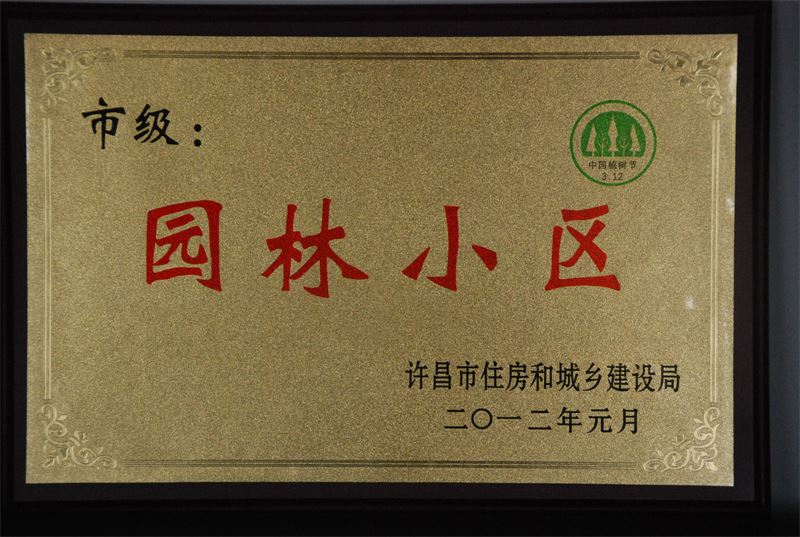 市级：
中国植树节
3.12
园林小区
许昌市住房和城乡建设局
二〇一二年元月